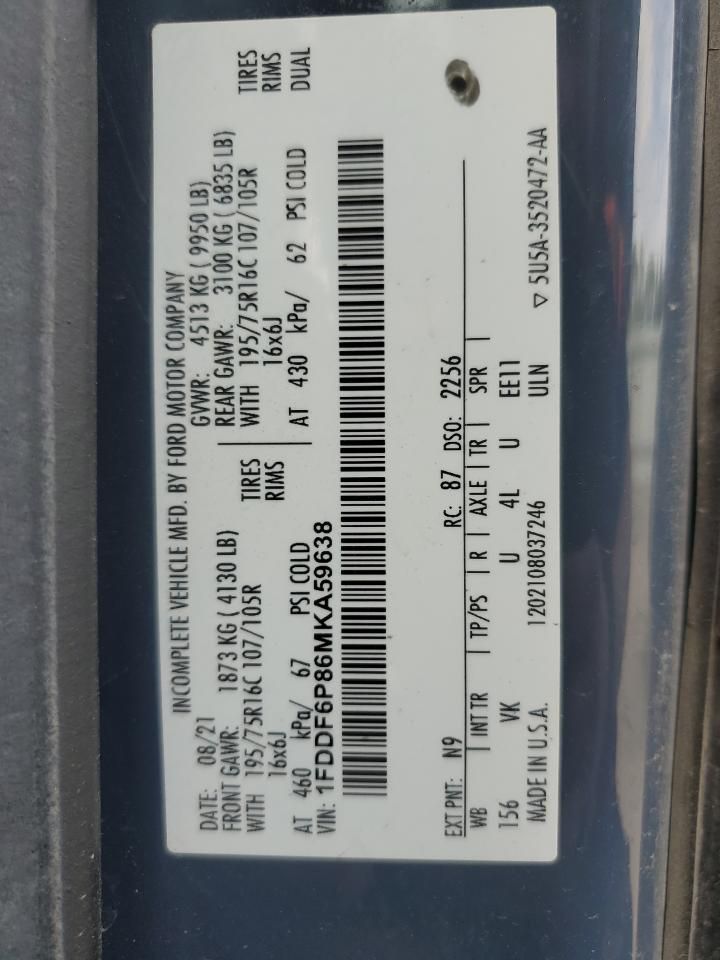 INCOMPLETE VEHICLE MFD. BY FORD MOTOR COMPANY
DATE: 08/21 GVWR: 4513 KG ( 9950 LB)
FRONT GAWR: 1873 KG ( 4130 LB) REAR GAWR: 3100 KG ( 6835 LB)
WITH 195/75R16C 107/105R TIRES WITH 195/75R16C 107/105R TIRES
16x6J RIMS 16x6J RIMS
AT 460 kPa/ 67 PSI COLD AT 430 kPa/ 62 PSI COLD DUAL
VIN: 1FDDF6P86MKA59638
EXT PNT: N9 RC: 87 DSO: 2256
WB | INT TR | TP/PS | R | AXLE | TR | SPR |
156 VK U 4L U EE11
MADE IN U.S.A. 1202108037246 ULN ▽ 5U5A-3520472-AA